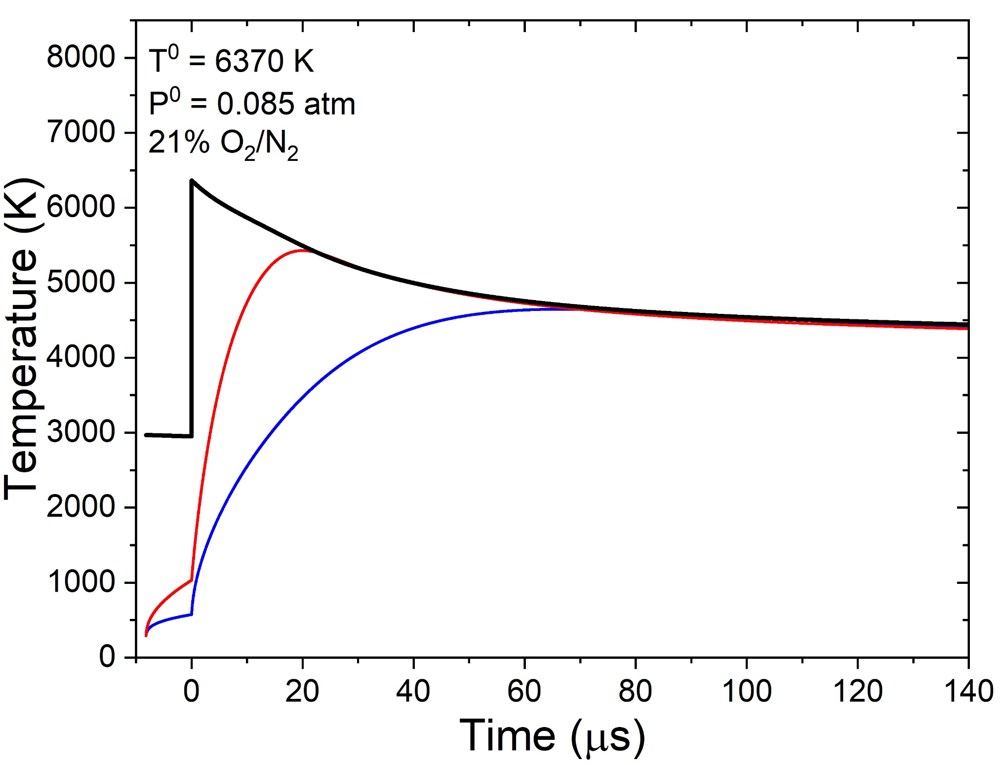 T⁰ = 6370 K
P⁰ = 0.085 atm
21% O₂/N₂
Temperature (K)
8000
7000
6000
5000
4000
3000
2000
1000
0
0 20 40 60 80 100 120 140
Time (μs)